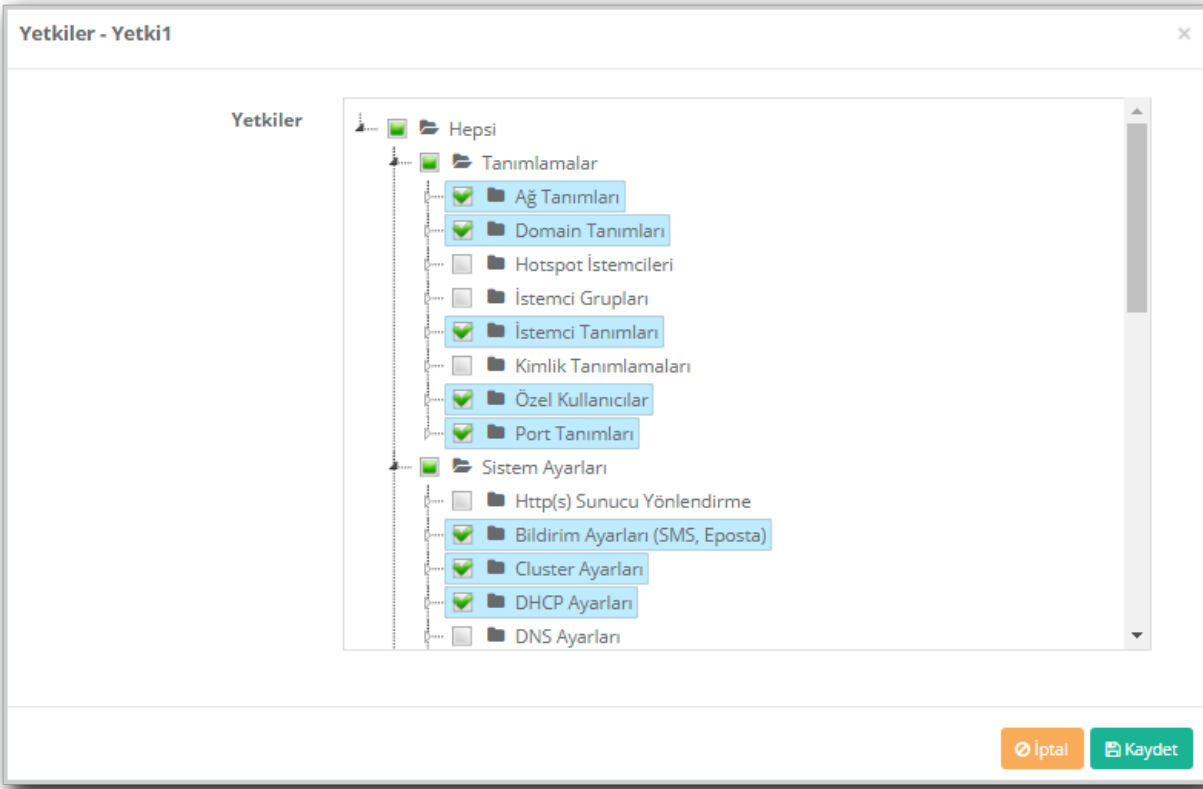 Yetkiler - Yetki1
Yetkiler
Hepsi
Tanımlamalar
Ağ Tanımları
Domain Tanımları
Hotspot İstemcileri
İstemci Grupları
İstemci Tanımları
Kimlik Tanımlamaları
Özel Kullanıcılar
Port Tanımları
Sistem Ayarları
Http(s) Sunucu Yönlendirme
Bildirim Ayarları (SMS, Eposta)
Cluster Ayarları
DHCP Ayarları
DNS Ayarları
İptal Kaydet